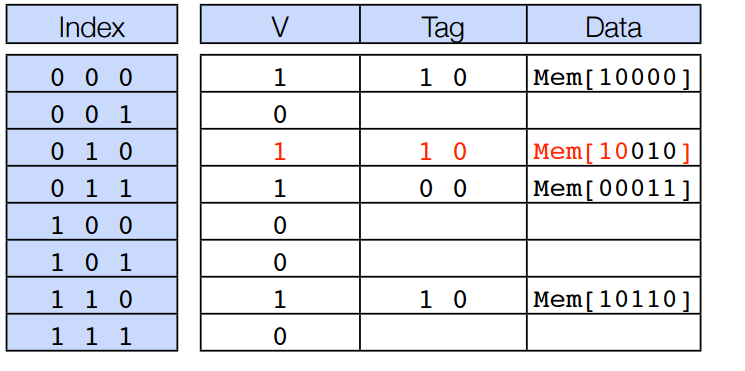 Index V Tag Data
0 0 0 1 1 0 Mem[10000]
0 0 1 0
0 1 0 1 1 0 Mem[10010]
0 1 1 1 0 0 Mem[00011]
1 0 0 0
1 0 1 0
1 1 0 1 1 0 Mem[10110]
1 1 1 0